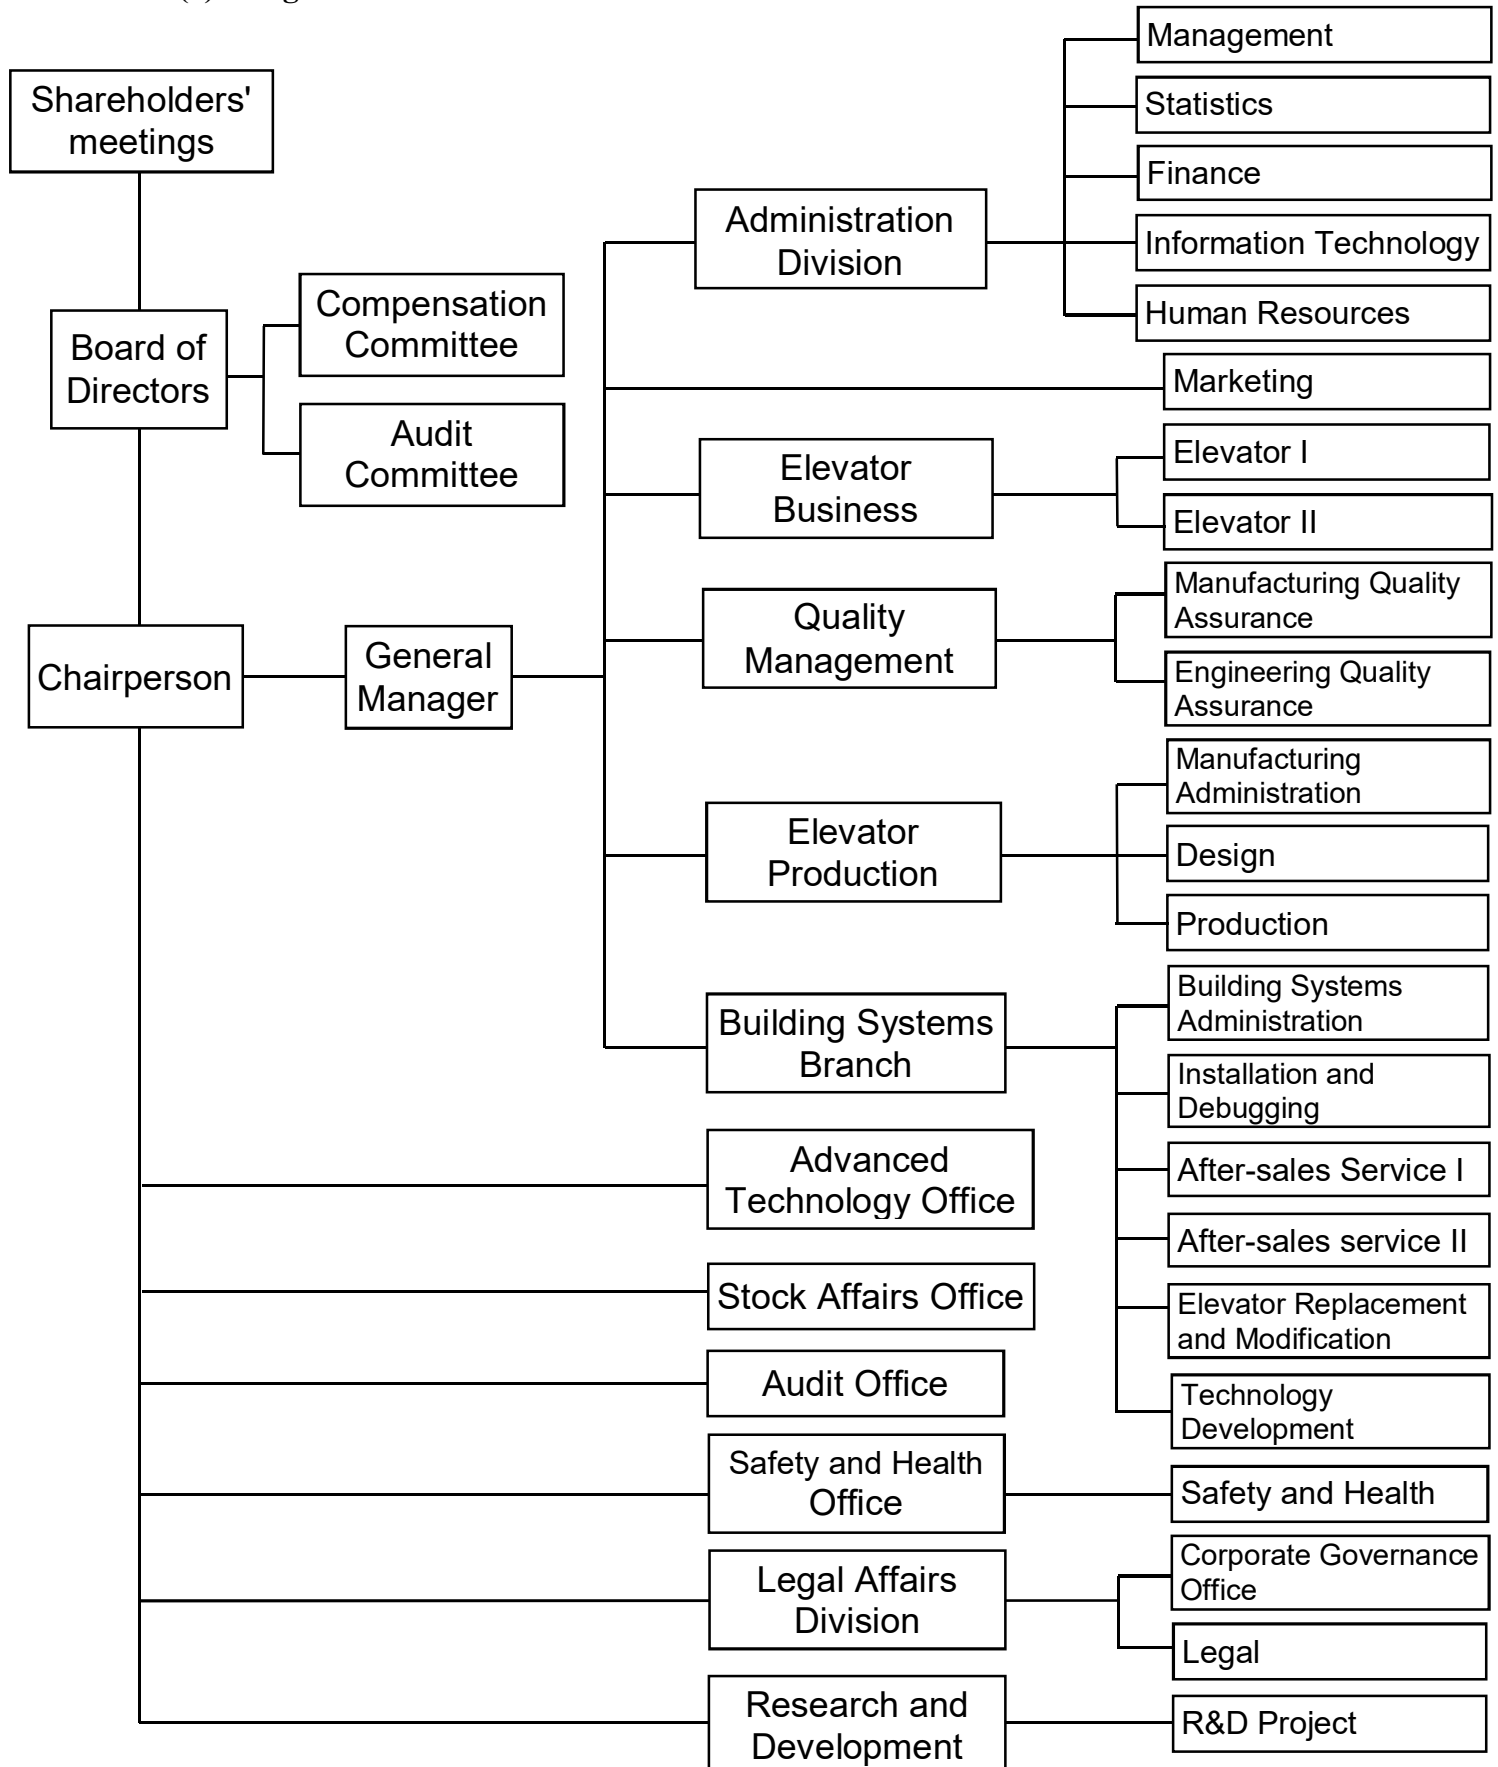 Shareholders'
meetings
Board of
Directors
Compensation
Committee
Audit
Committee
Chairperson
General
Manager
Administration
Division
Management
Statistics
Finance
Information Technology
Human Resources
Marketing
Elevator
Business
Elevator I
Elevator II
Quality
Management
Manufacturing Quality
Assurance
Engineering Quality
Assurance
Elevator
Production
Manufacturing
Administration
Design
Production
Building Systems
Branch
Building Systems
Administration
Installation and
Debugging
After-sales Service I
After-sales service II
Elevator Replacement
and Modification
Technology
Development
Advanced
Technology Office
Stock Affairs Office
Audit Office
Safety and Health
Office
Safety and Health
Legal Affairs
Division
Corporate Governance
Office
Legal
Research and
Development
R&D Project